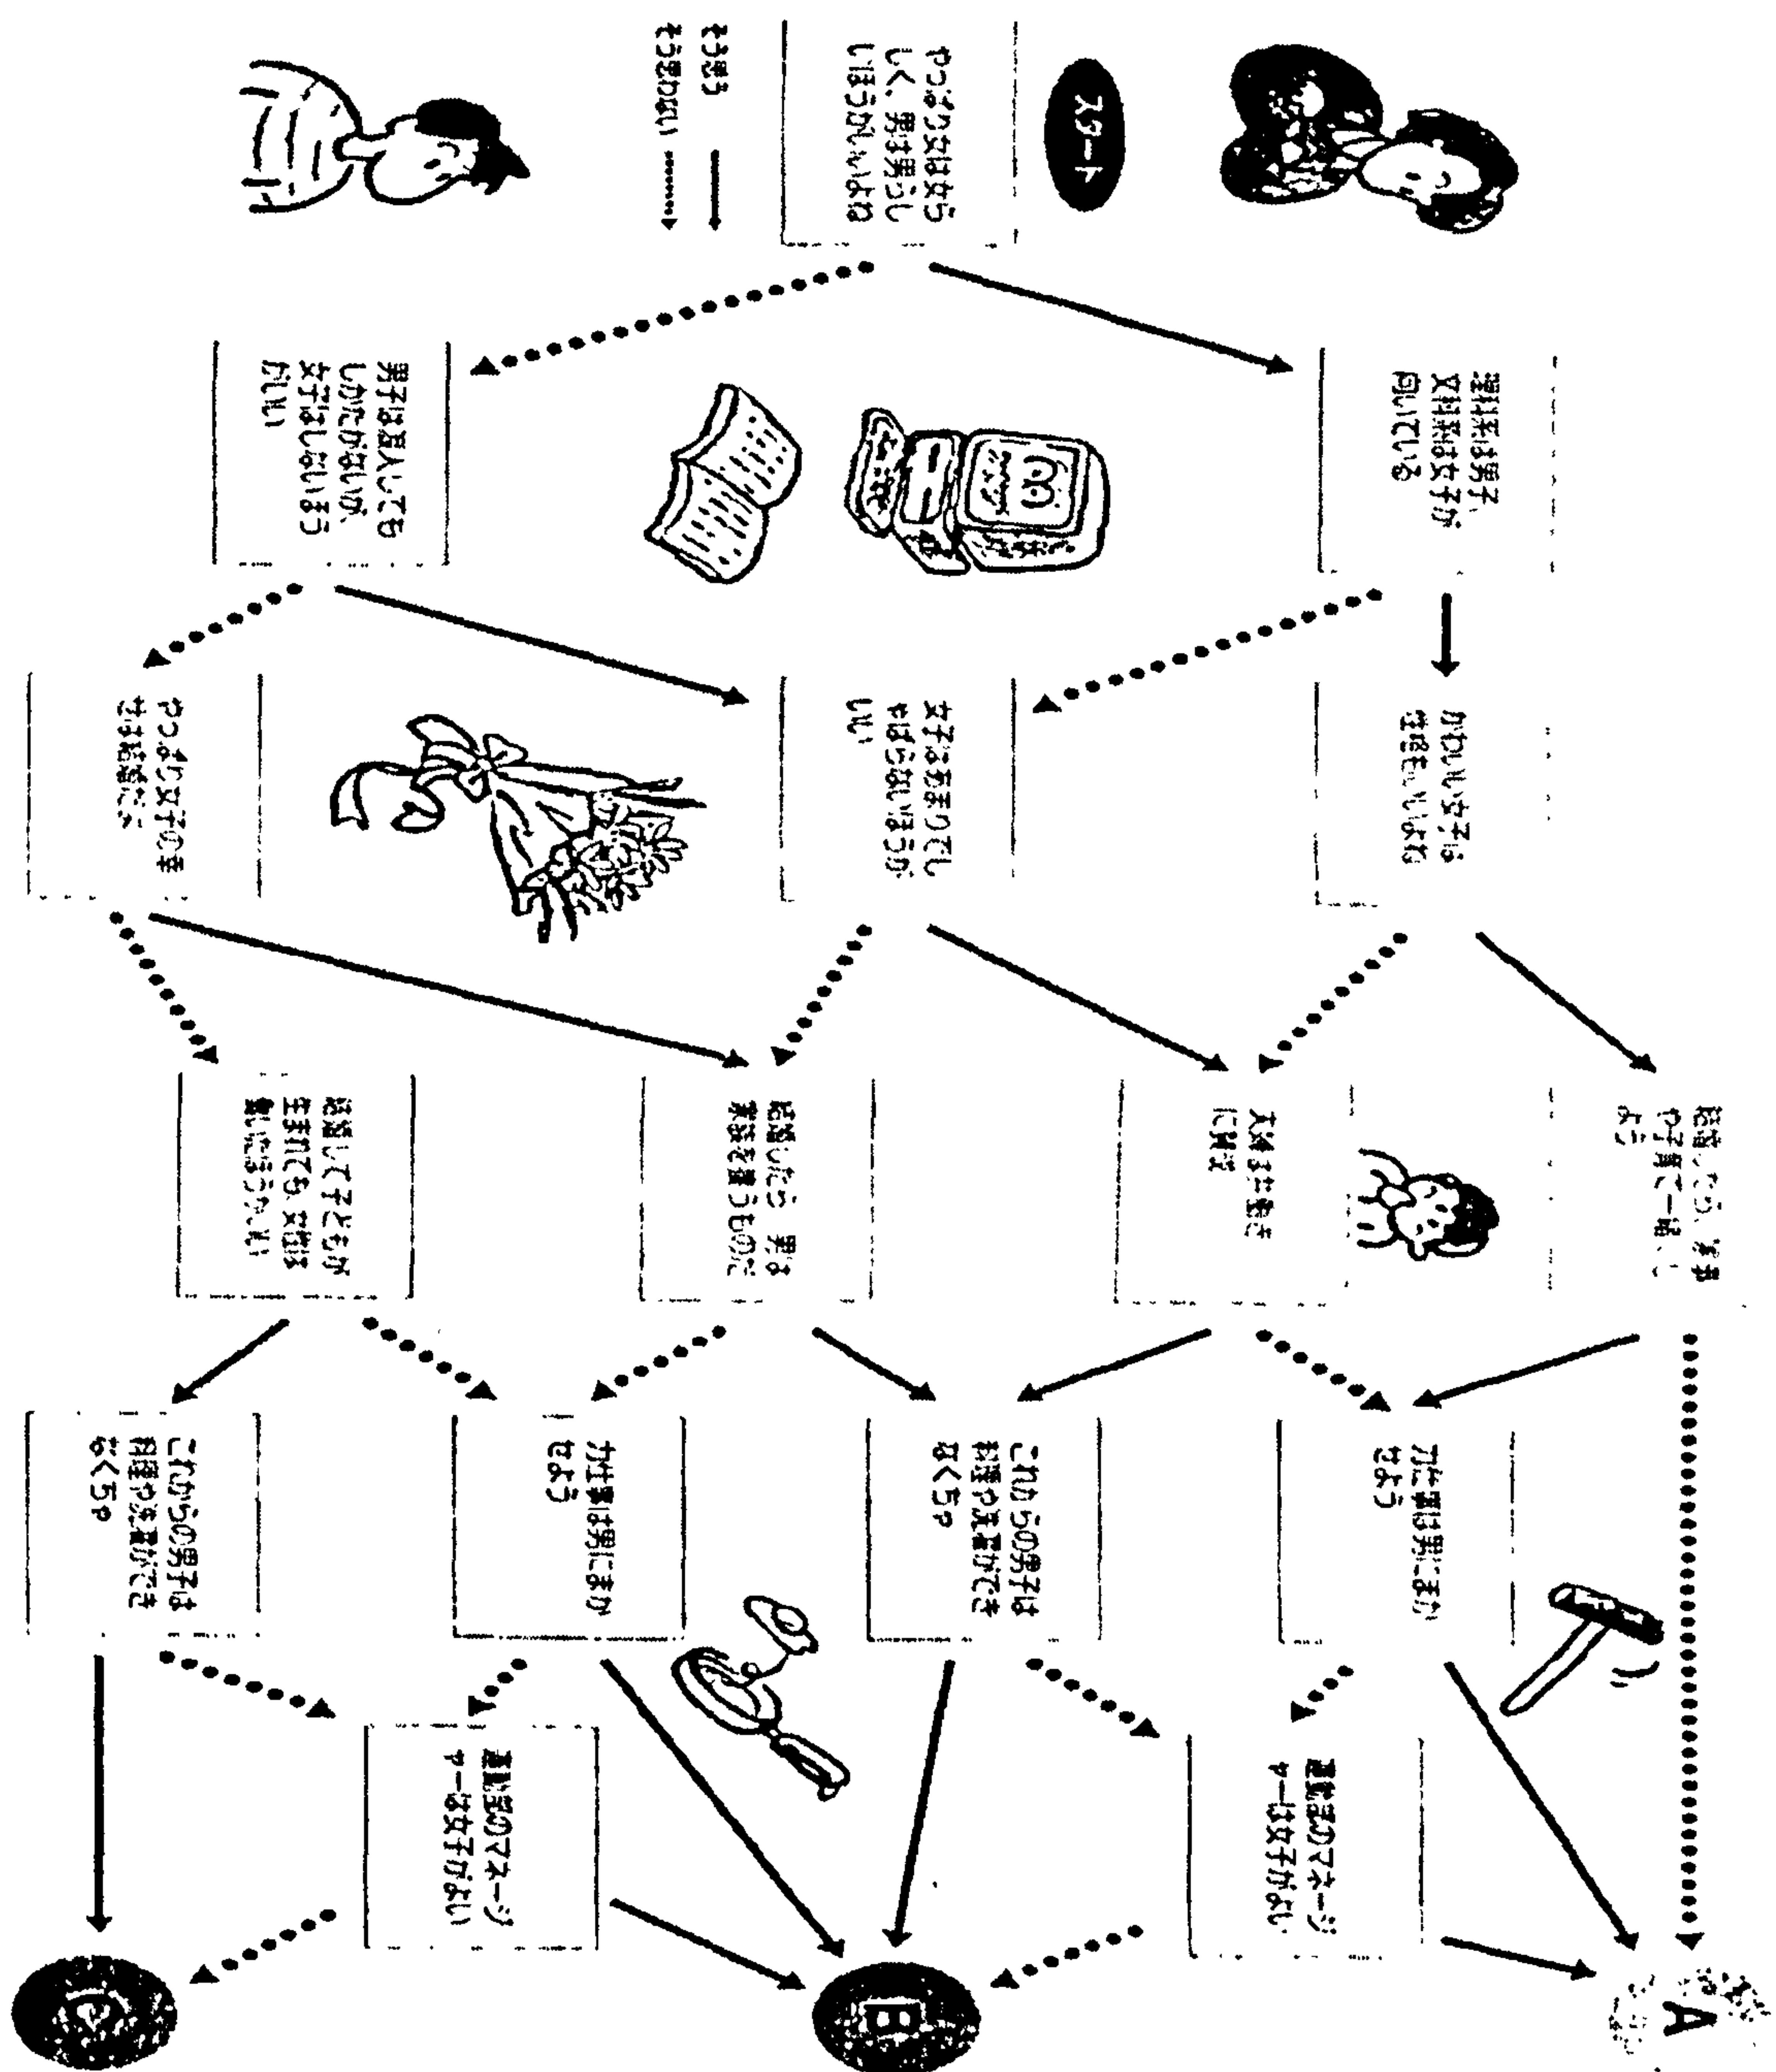 スタート
やっぱり女は女ら
しく、男は男らし
いほうがいいよね
そう思う
そう思わない
理科系は男子、
文科系は女子が
向いている
男子は浪人しても
しかたがないが、
女子はしないほう
がいい
かわいい女子は
性格もいいよね
女子はあまりでし
ゃばらないほうが
いい
やっぱり女子の幸
せは結婚だよ
結婚したら、家事
や子育て一緒にし
よう
夫婦は共働き
に
結婚したら、男は
家族を養うものだ
結婚して子どもが
生まれても、女性は
働いたほうがいい
力仕事は男にまか
せよう
これからの男子は
料理や洗濯ができ
なくちゃ
力仕事は男にまか
せよう
これからの男子は
料理や洗濯ができ
なくちゃ
運動部のマネージ
ャーは女子がよい
運動部のマネージ
ャーは女子がよい
A
B
C